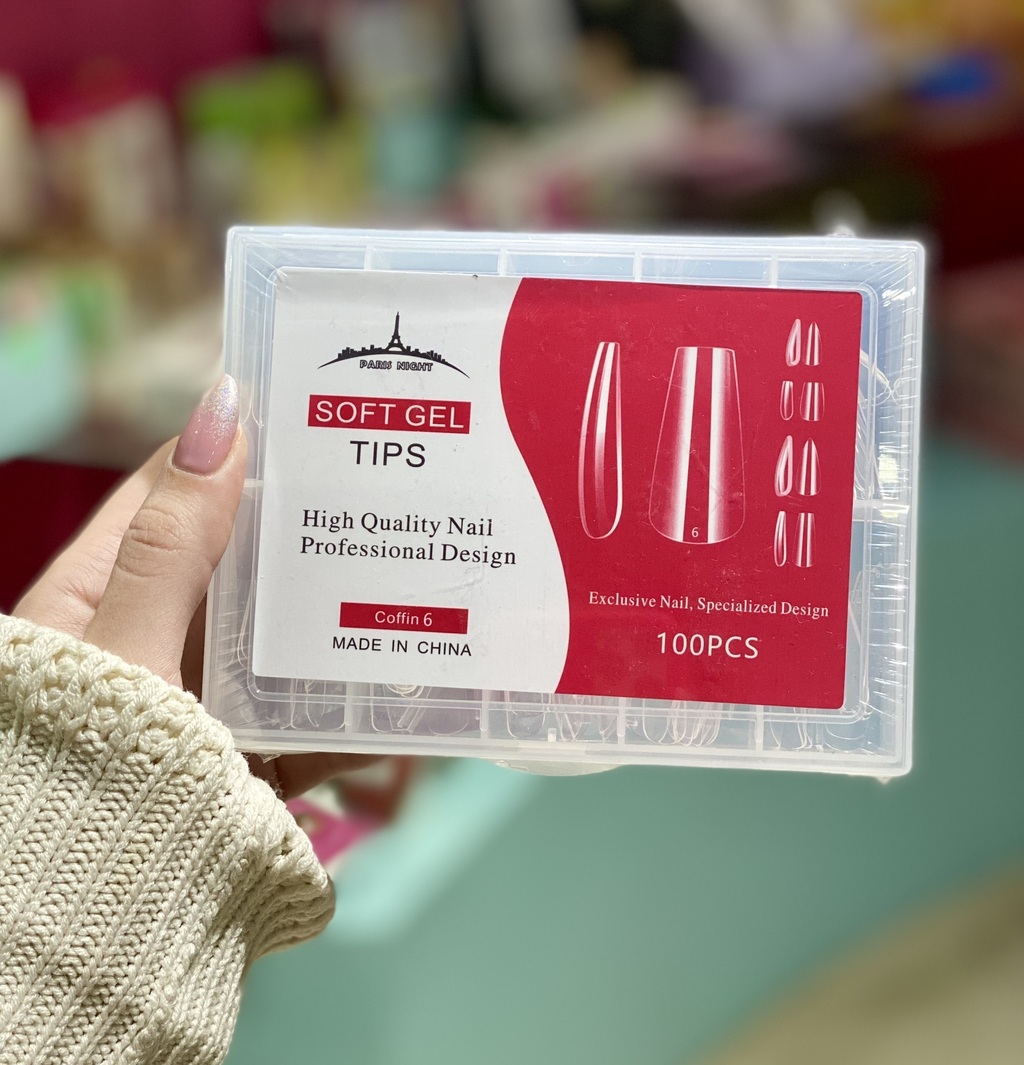 PARIS NIGHT
SOFT GEL
TIPS
High Quality Nail
Professional Design
Coffin 6
MADE IN CHINA
6
Exclusive Nail, Specialized Design
100PCS